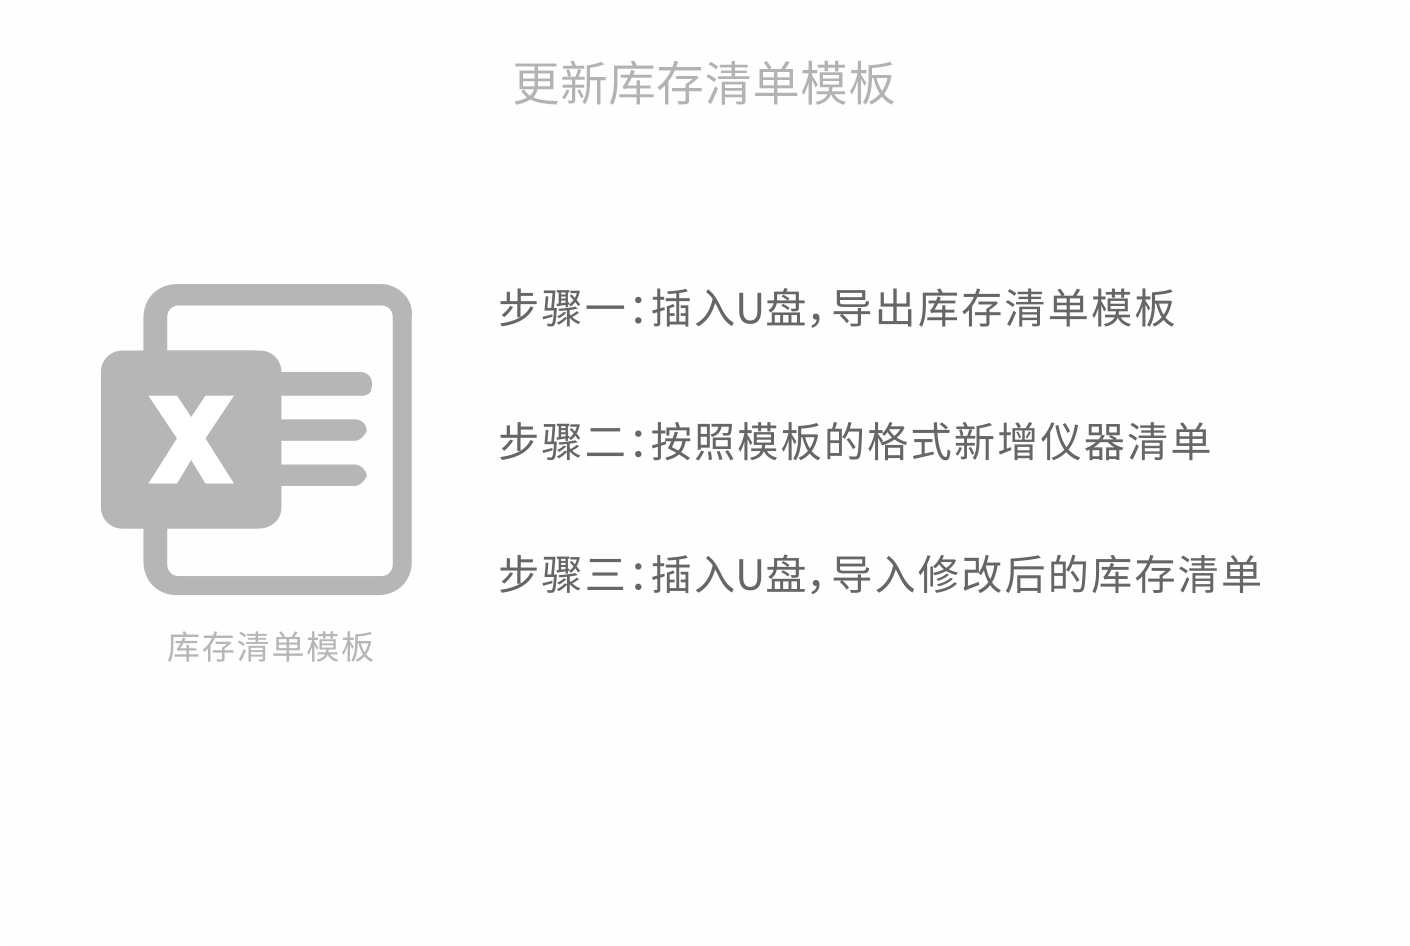 更新库存清单模板
步骤一：插入U盘，导出库存清单模板
步骤二：按照模板的格式新增仪器清单
步骤三：插入U盘，导入修改后的库存清单
X
库存清单模板